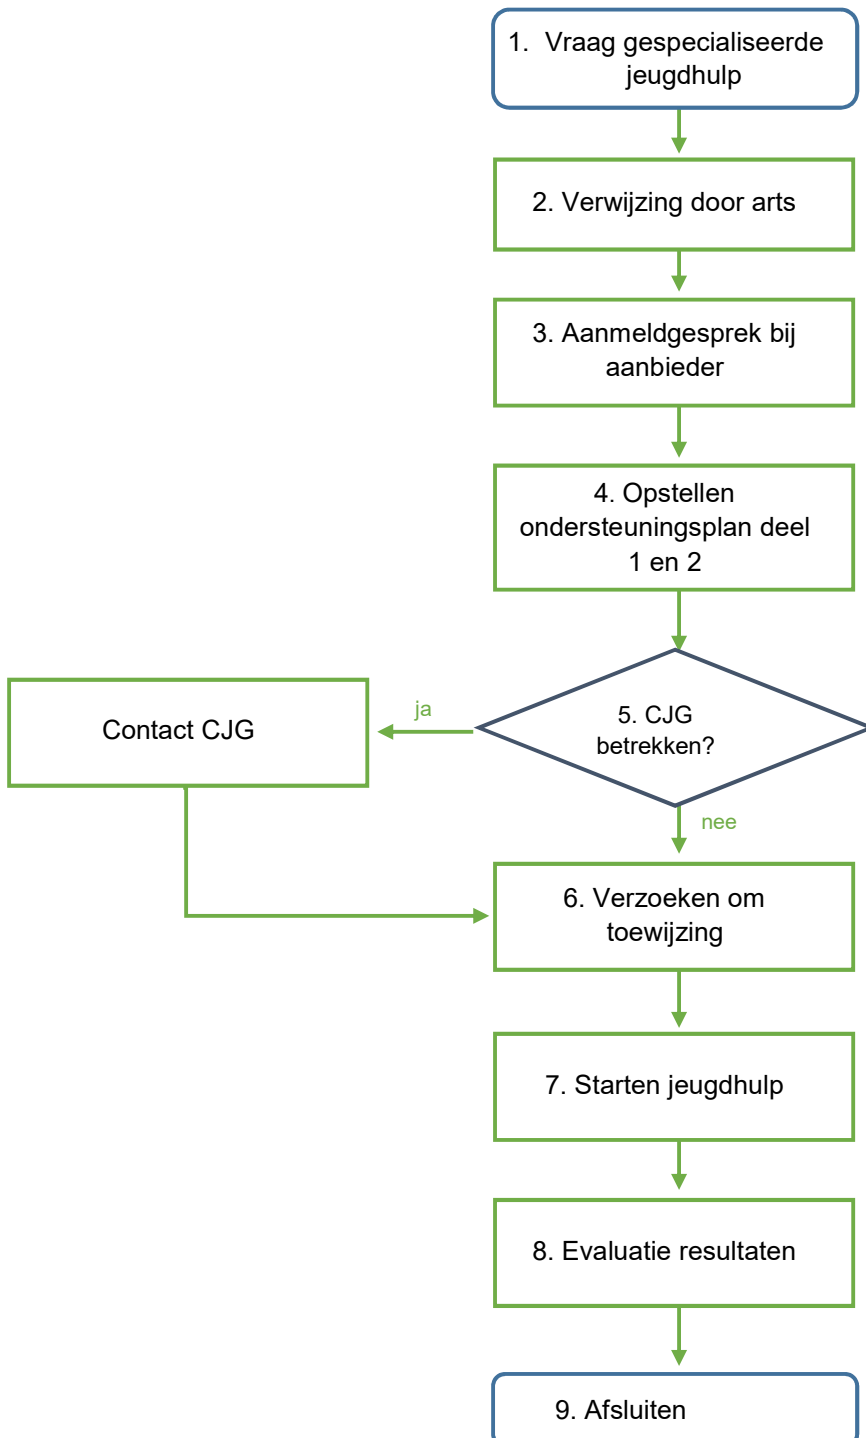 1. Vraag gespecialiseerde
jeugdhulp
2. Verwijzing door arts
3. Aanmeldgesprek bij
aanbieder
4. Opstellen
ondersteuningsplan deel
1 en 2
5. CJG
betrekken?
ja
Contact CJG
nee
6. Verzoeken om
toewijzing
7. Starten jeugdhulp
8. Evaluatie resultaten
9. Afsluiten